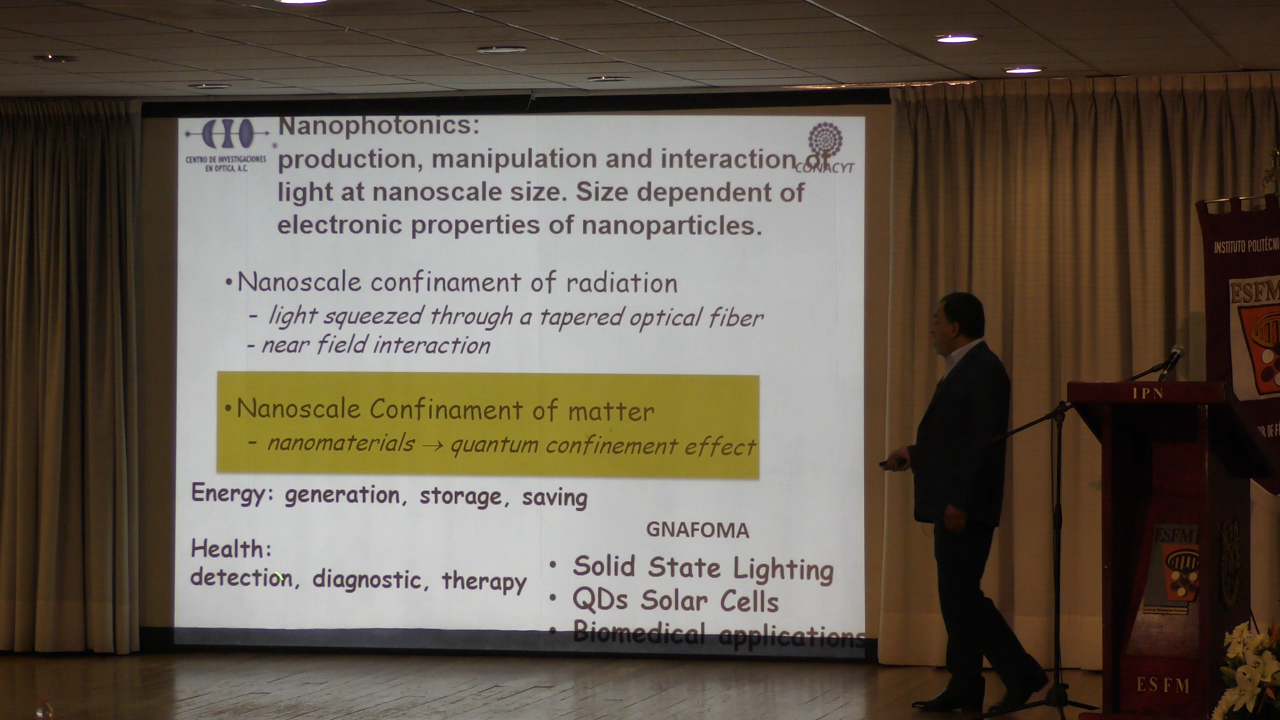 CIO
CENTRO DE INVESTIGACIONES
EN OPTICA, A.C.
CONACYT
Nanophotonics:
production, manipulation and interaction of
light at nanoscale size. Size dependent of
electronic properties of nanoparticles.
•Nanoscale confinament of radiation
- light squeezed through a tapered optical fiber
- near field interaction
•Nanoscale Confinament of matter
- nanomaterials → quantum confinement effect
Energy: generation, storage, saving
Health:
detection, diagnostic, therapy
GNAFOMA
• Solid State Lighting
• QDs Solar Cells
• Biomedical applications
INSTITUTO POLITÉCN
ESFM
IPN
ESFM
ESFM